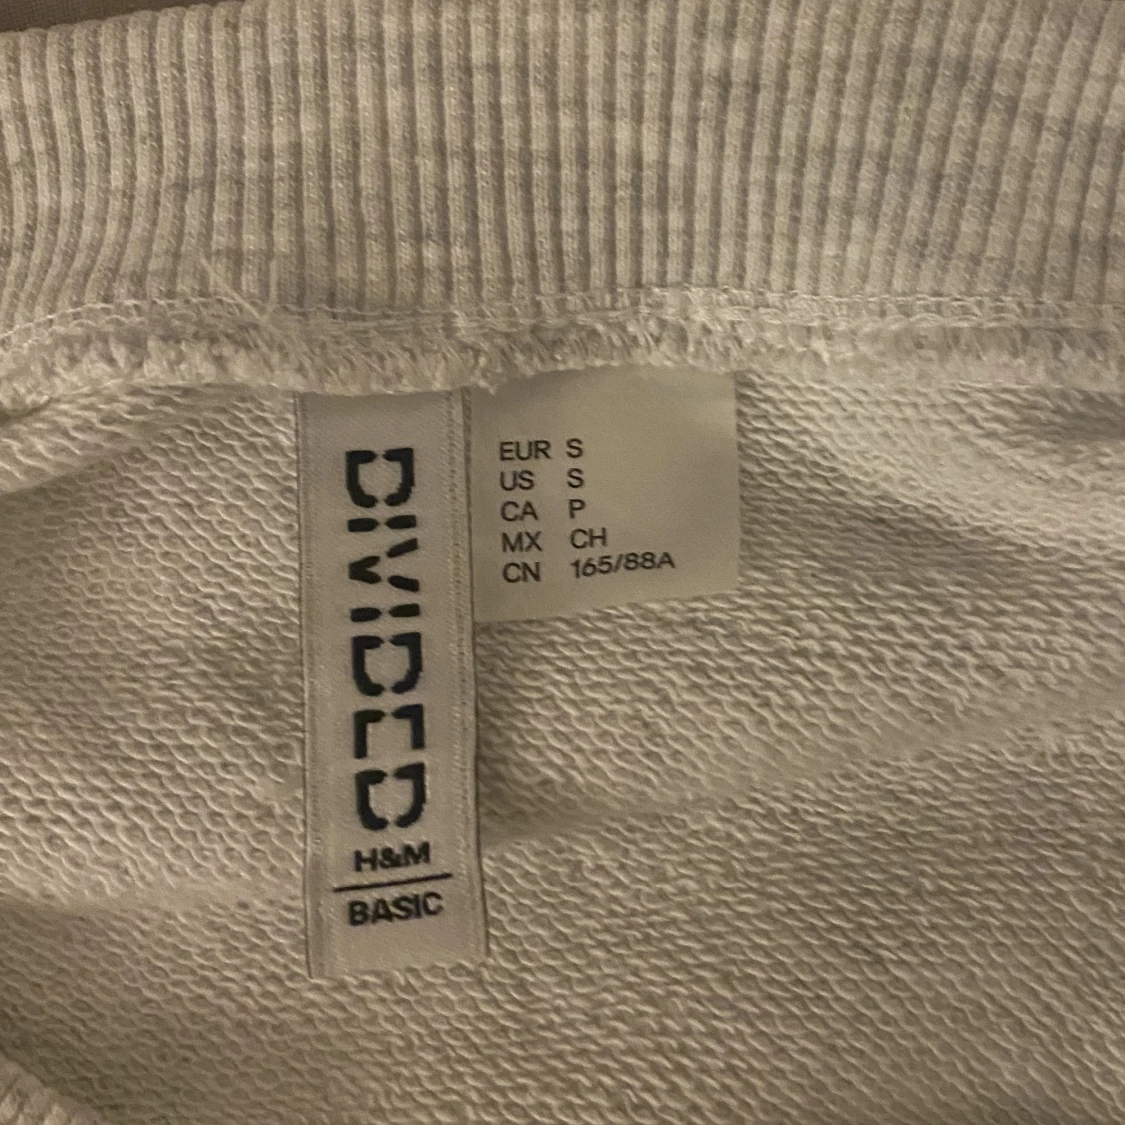 DIVIDED
H&M
BASIC
EUR S
US S
CA P
MX CH
CN 165/88A